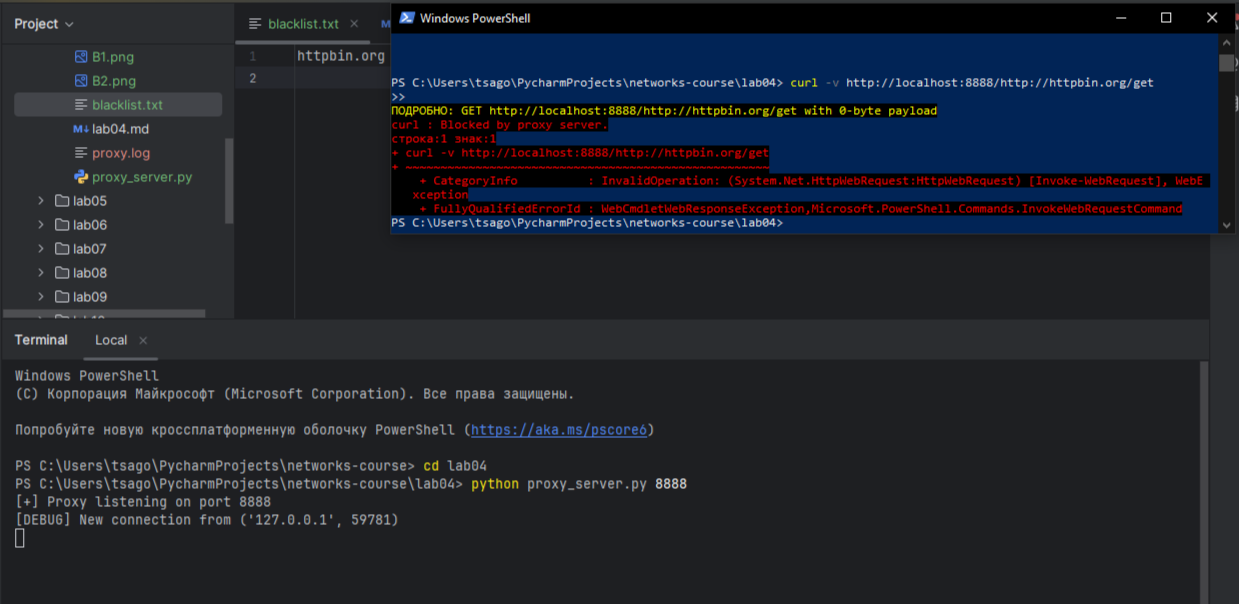 Project
B1.png
B2.png
blacklist.txt
lab04.md
proxy.log
proxy_server.py
lab05
lab06
lab07
lab08
lab09
blacklist.txt
1 httpbin.org
2
Windows PowerShell
PS C:\Users\tsago\PycharmProjects\networks-course\lab04> curl -v http://localhost:8888/http://httpbin.org/get
>>
ПОДРОБНО: GET http://localhost:8888/http://httpbin.org/get with 0-byte payload
curl : Blocked by proxy server.
строка:1 знак:1
+ curl -v http://localhost:8888/http://httpbin.org/get
+ ~~~~~~~~~~~~~~~~~~~~~~~~~~~~~~~~~~~~~~~~~~~~~~~~~~~~
+ CategoryInfo : InvalidOperation: (System.Net.HttpWebRequest:HttpWebRequest) [Invoke-WebRequest], WebE
xception
+ FullyQualifiedErrorId : WebCmdletWebResponseException,Microsoft.PowerShell.Commands.InvokeWebRequestCommand
PS C:\Users\tsago\PycharmProjects\networks-course\lab04>
Terminal Local
Windows PowerShell
(C) Корпорация Майкрософт (Microsoft Corporation). Все права защищены.
Попробуйте новую кроссплатформенную оболочку PowerShell (https://aka.ms/pscore6)
PS C:\Users\tsago\PycharmProjects\networks-course> cd lab04
PS C:\Users\tsago\PycharmProjects\networks-course\lab04> python proxy_server.py 8888
[+] Proxy listening on port 8888
[DEBUG] New connection from ('127.0.0.1', 59781)